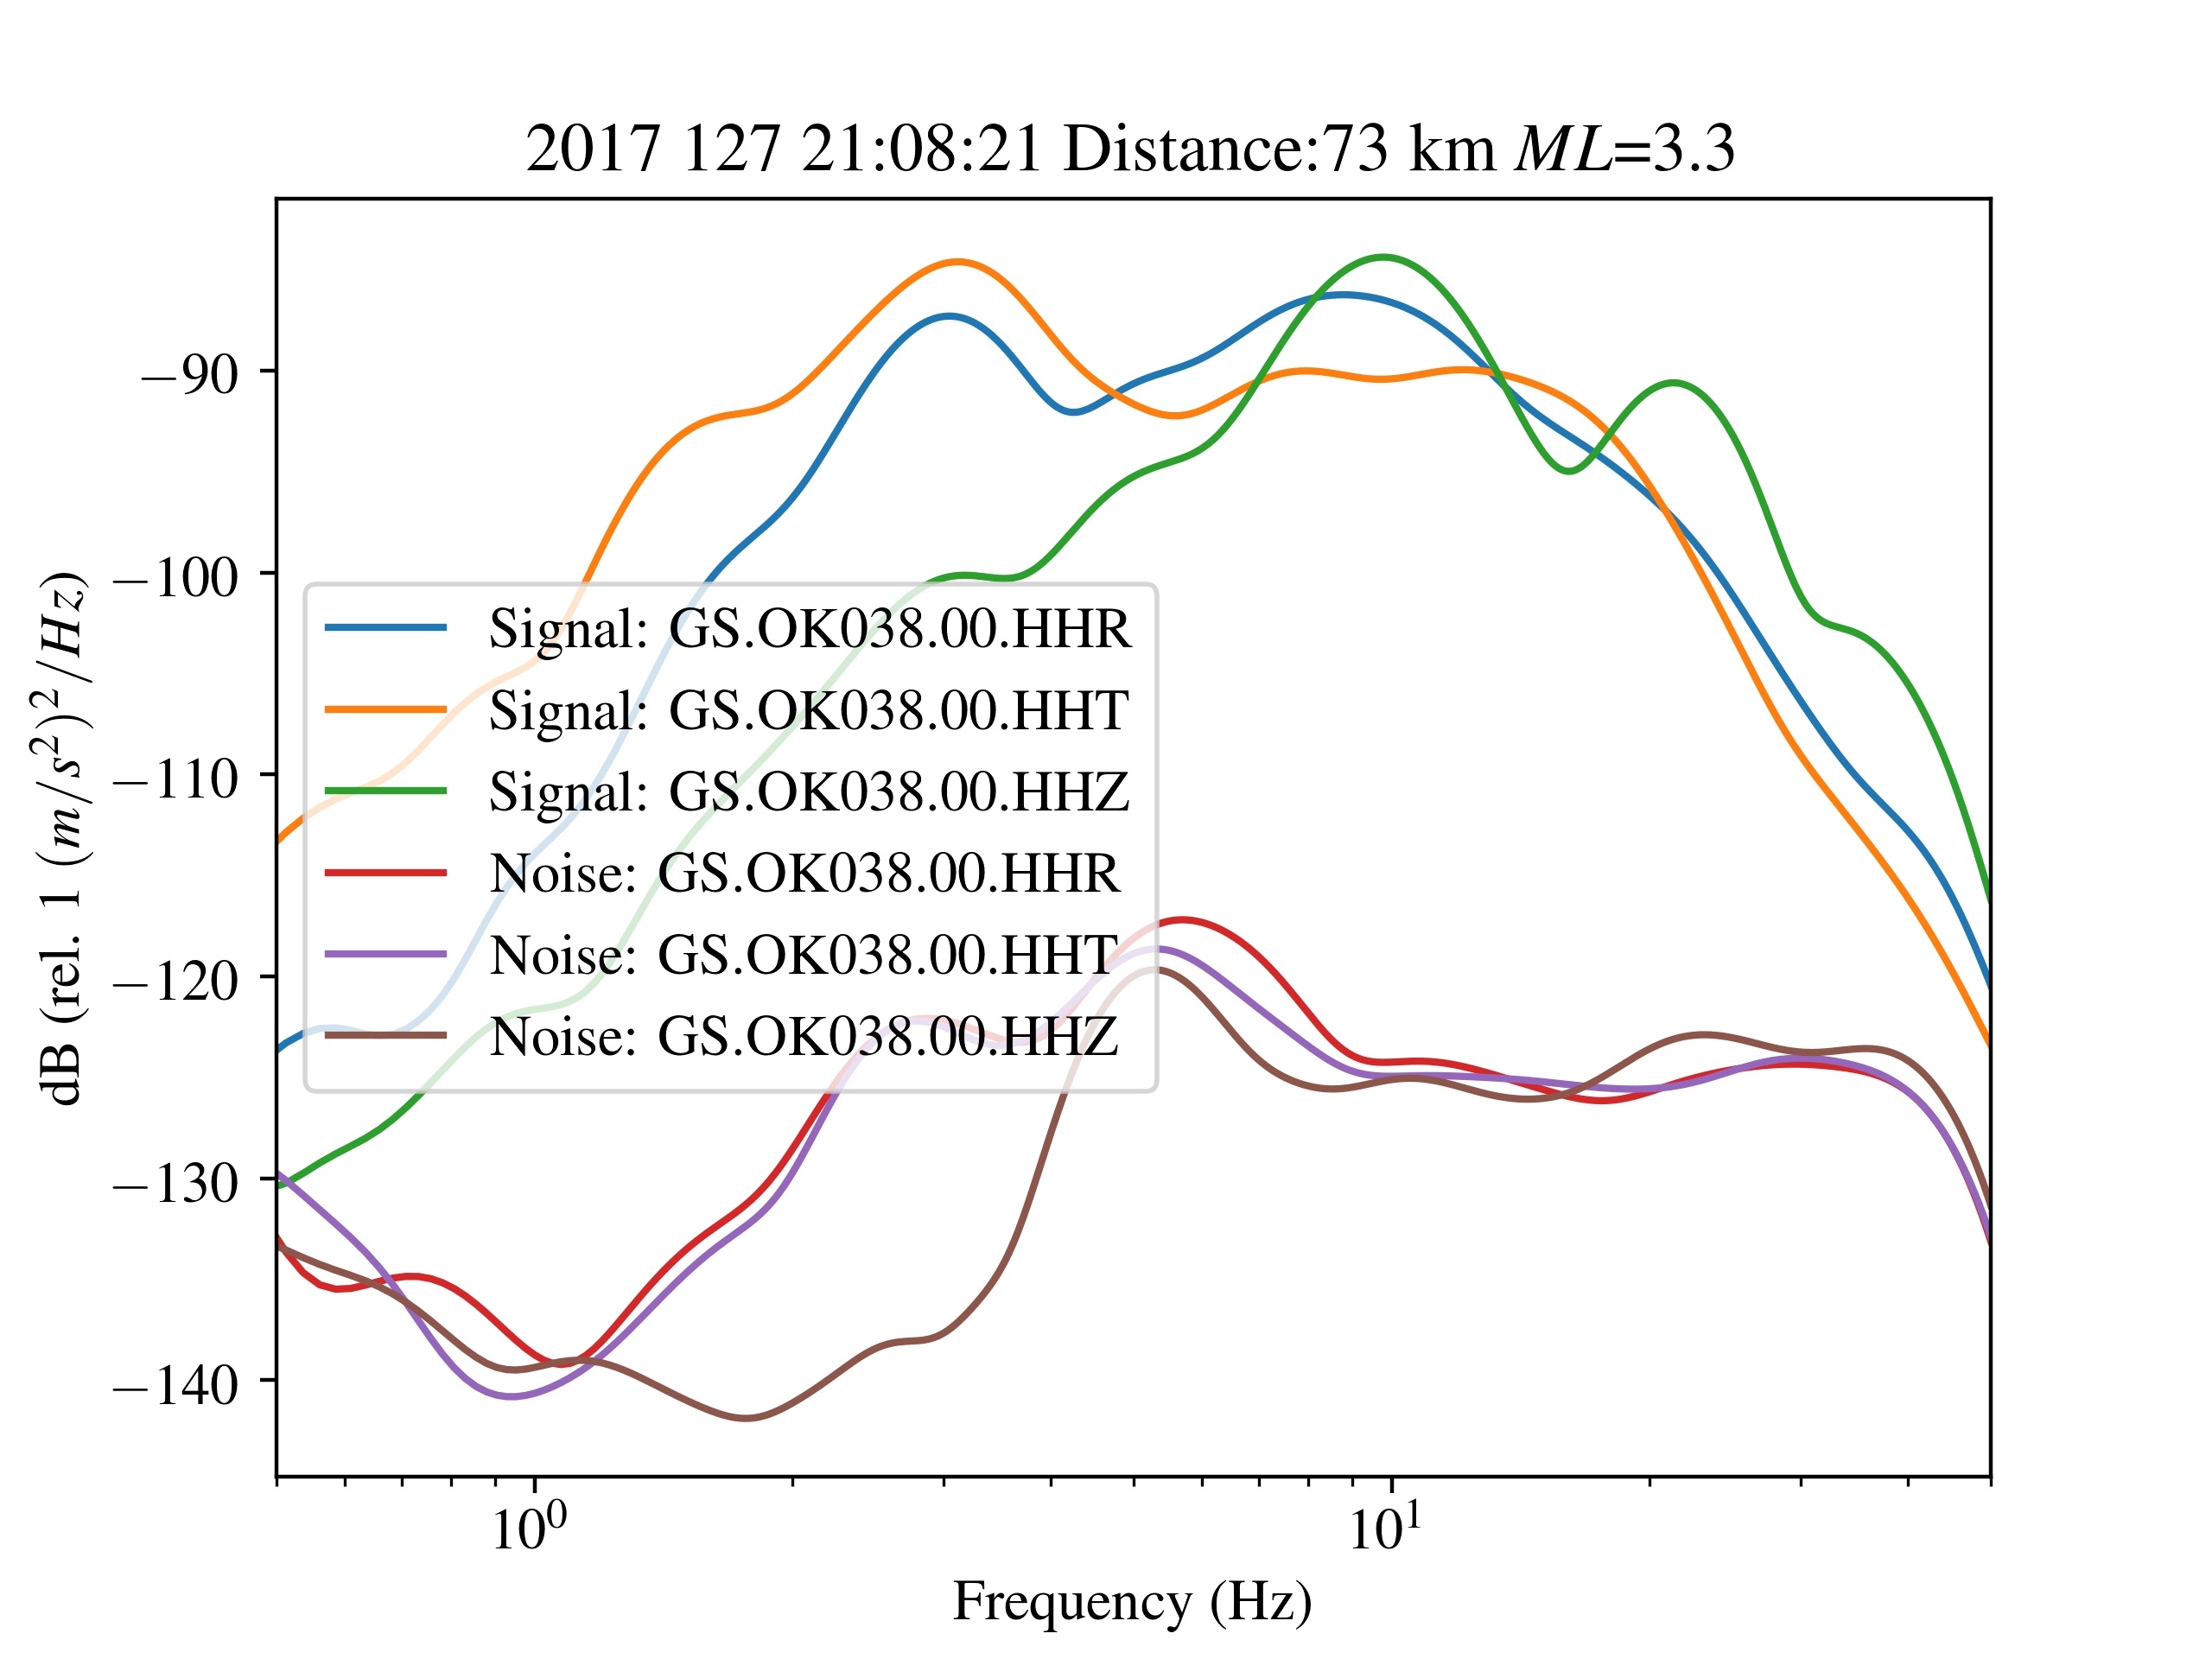 2017 127 21:08:21 Distance:73 km ML=3.3
dB (rel. 1 (m/s²)²/Hz)
−90
−100
−110
−120
−130
−140
Signal: GS.OK038.00.HHR
Signal: GS.OK038.00.HHT
Signal: GS.OK038.00.HHZ
Noise: GS.OK038.00.HHR
Noise: GS.OK038.00.HHT
Noise: GS.OK038.00.HHZ
10⁰ 10¹
Frequency (Hz)